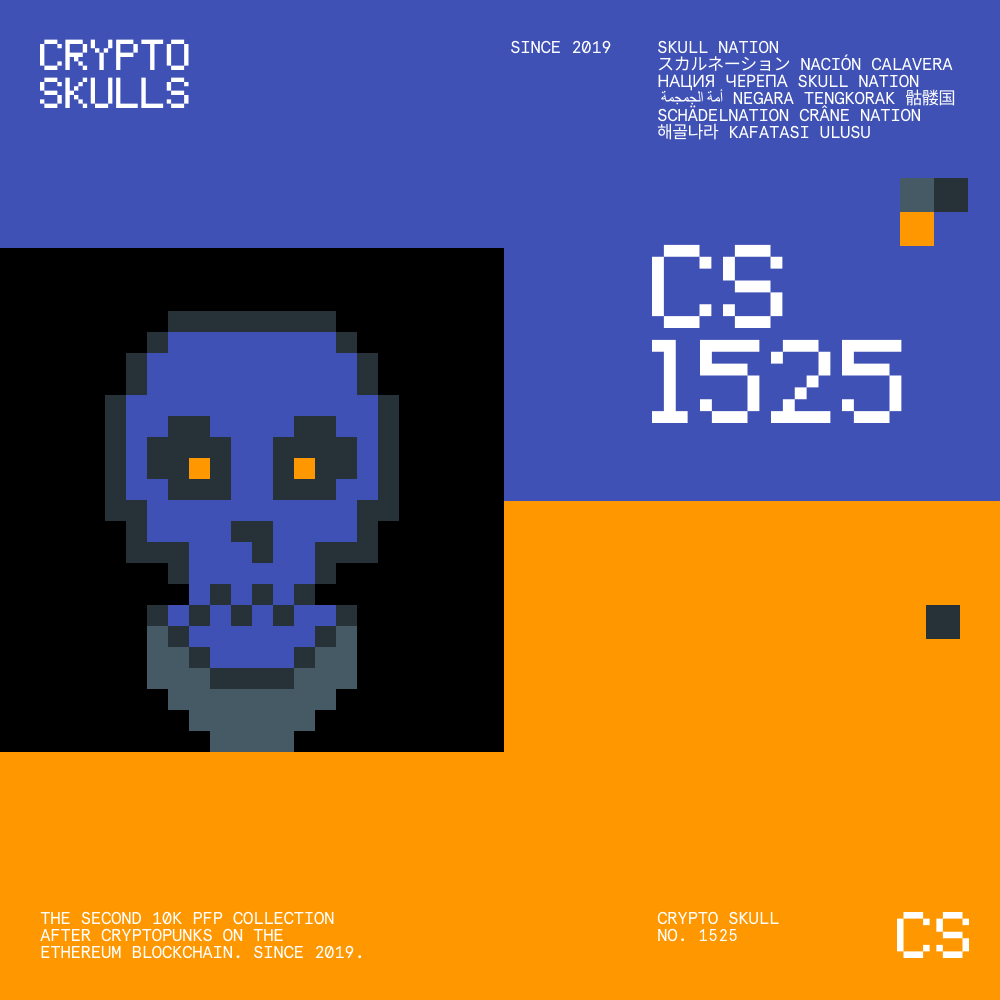 CRYPTO
SKULLS
SINCE 2019
SKULL NATION
スカルネーション NACIÓN CALAVERA
НАЦИЯ ЧЕРЕПА SKULL NATION
أمة الجمجمة NEGARA TENGKORAK 骷髅国
SCHÄDELNATION CRÂNE NATION
해골나라 KAFATASI ULUSU
CS
1525
THE SECOND 10K PFP COLLECTION
AFTER CRYPTOPUNKS ON THE
ETHEREUM BLOCKCHAIN. SINCE 2019.
CRYPTO SKULL
NO. 1525
CS